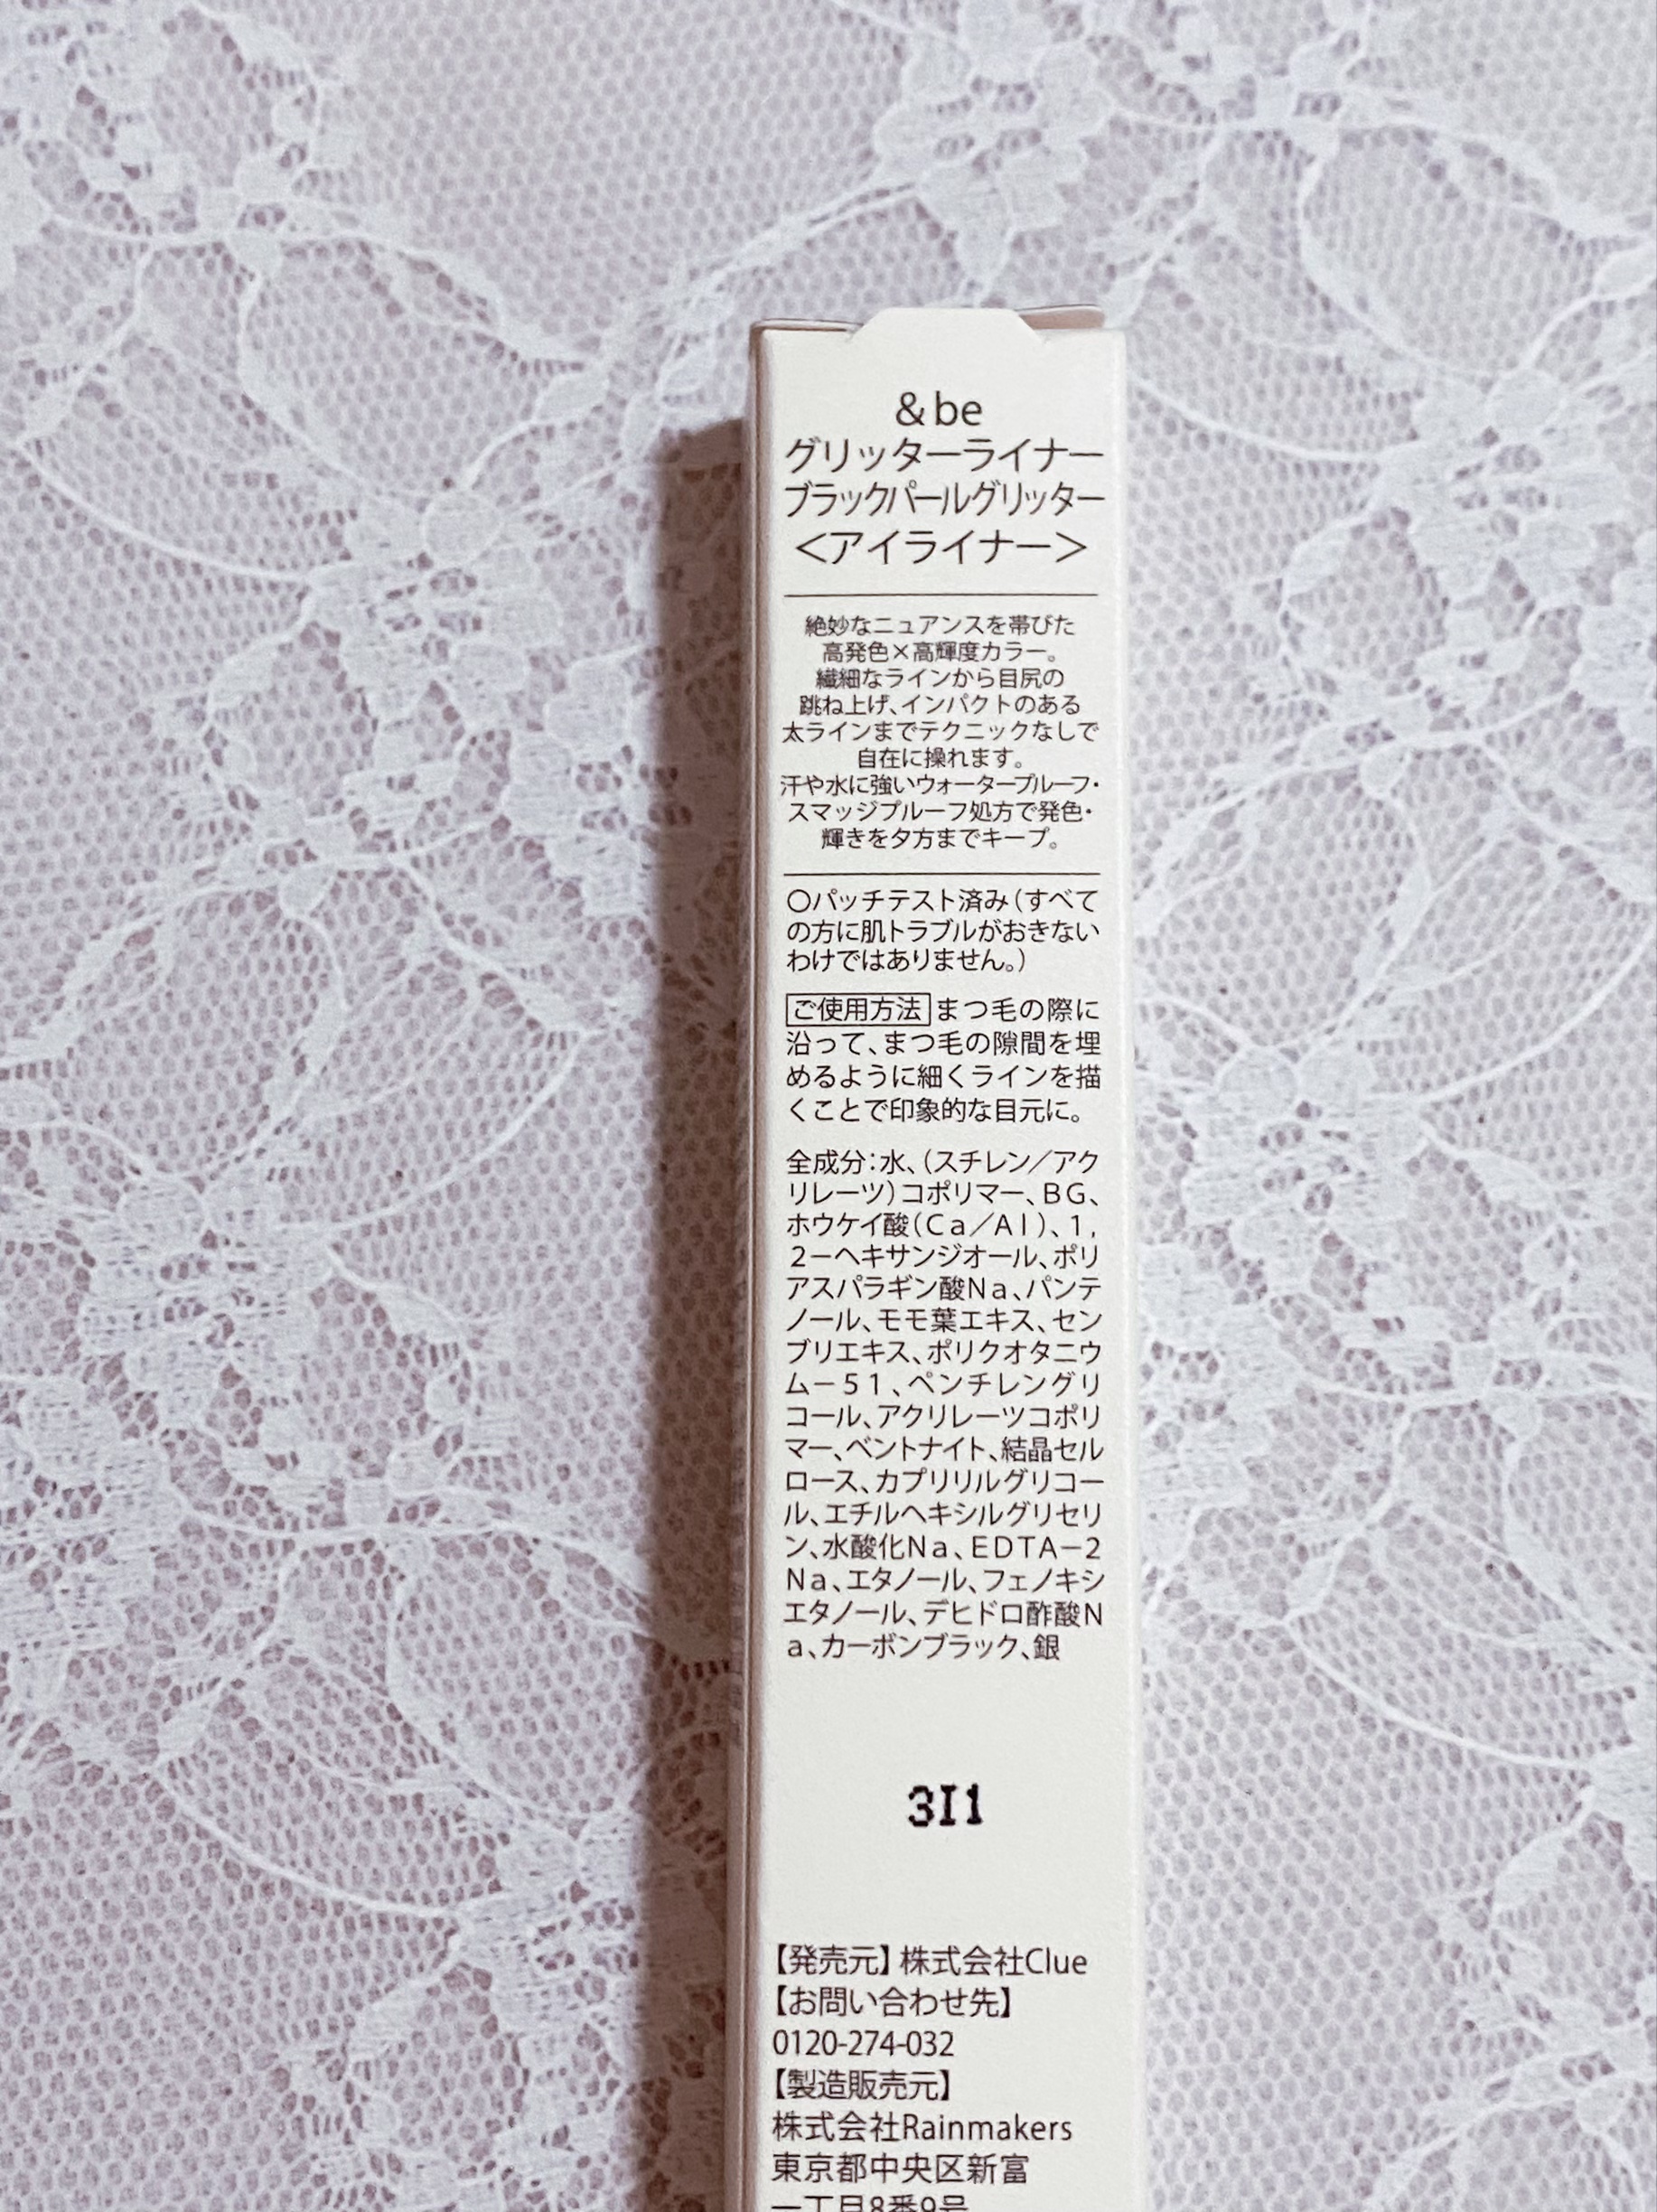 &be
グリッターライナー
ブラックパールグリッター
<アイライナー>
絶妙なニュアンスを帯びた
高発色×高輝度カラー。
繊細なラインから目尻の
跳ね上げ、インパクトのある
太ラインまでテクニックなしで
自在に操れます。
汗や水に強いウォータープルーフ・
スマッジプルーフ処方で発色・
輝きを夕方までキープ。
〇パッチテスト済み(すべて
の方に肌トラブルがおきない
わけではありません。)
ご使用方法 まつ毛の際に
沿って、まつ毛の隙間を埋
めるように細くラインを描
くことで印象的な目元に。
全成分:水、(スチレン/アク
リレーツ)コポリマー、BG、
ホウケイ酸(Ca/Al)、1,
2-ヘキサンジオール、ポリ
アスパラギン酸Na、パンテ
ノール、モモ葉エキス、セン
ブリエキス、ポリクオタニウ
ム-51、ペンチレングリ
コール、アクリレーツコポリ
マー、ベントナイト、結晶セル
ロース、カプリリルグリコー
ル、エチルヘキシルグリセリ
ン、水酸化Na、EDTA-2
Na、エタノール、フェノキシ
エタノール、デヒドロ酢酸N
a、カーボンブラック、銀
3I1
【発売元】株式会社Clue
【お問い合わせ先】
0120-274-032
【製造販売元】
株式会社Rainmakers
東京都中央区新富
一丁目8番9号